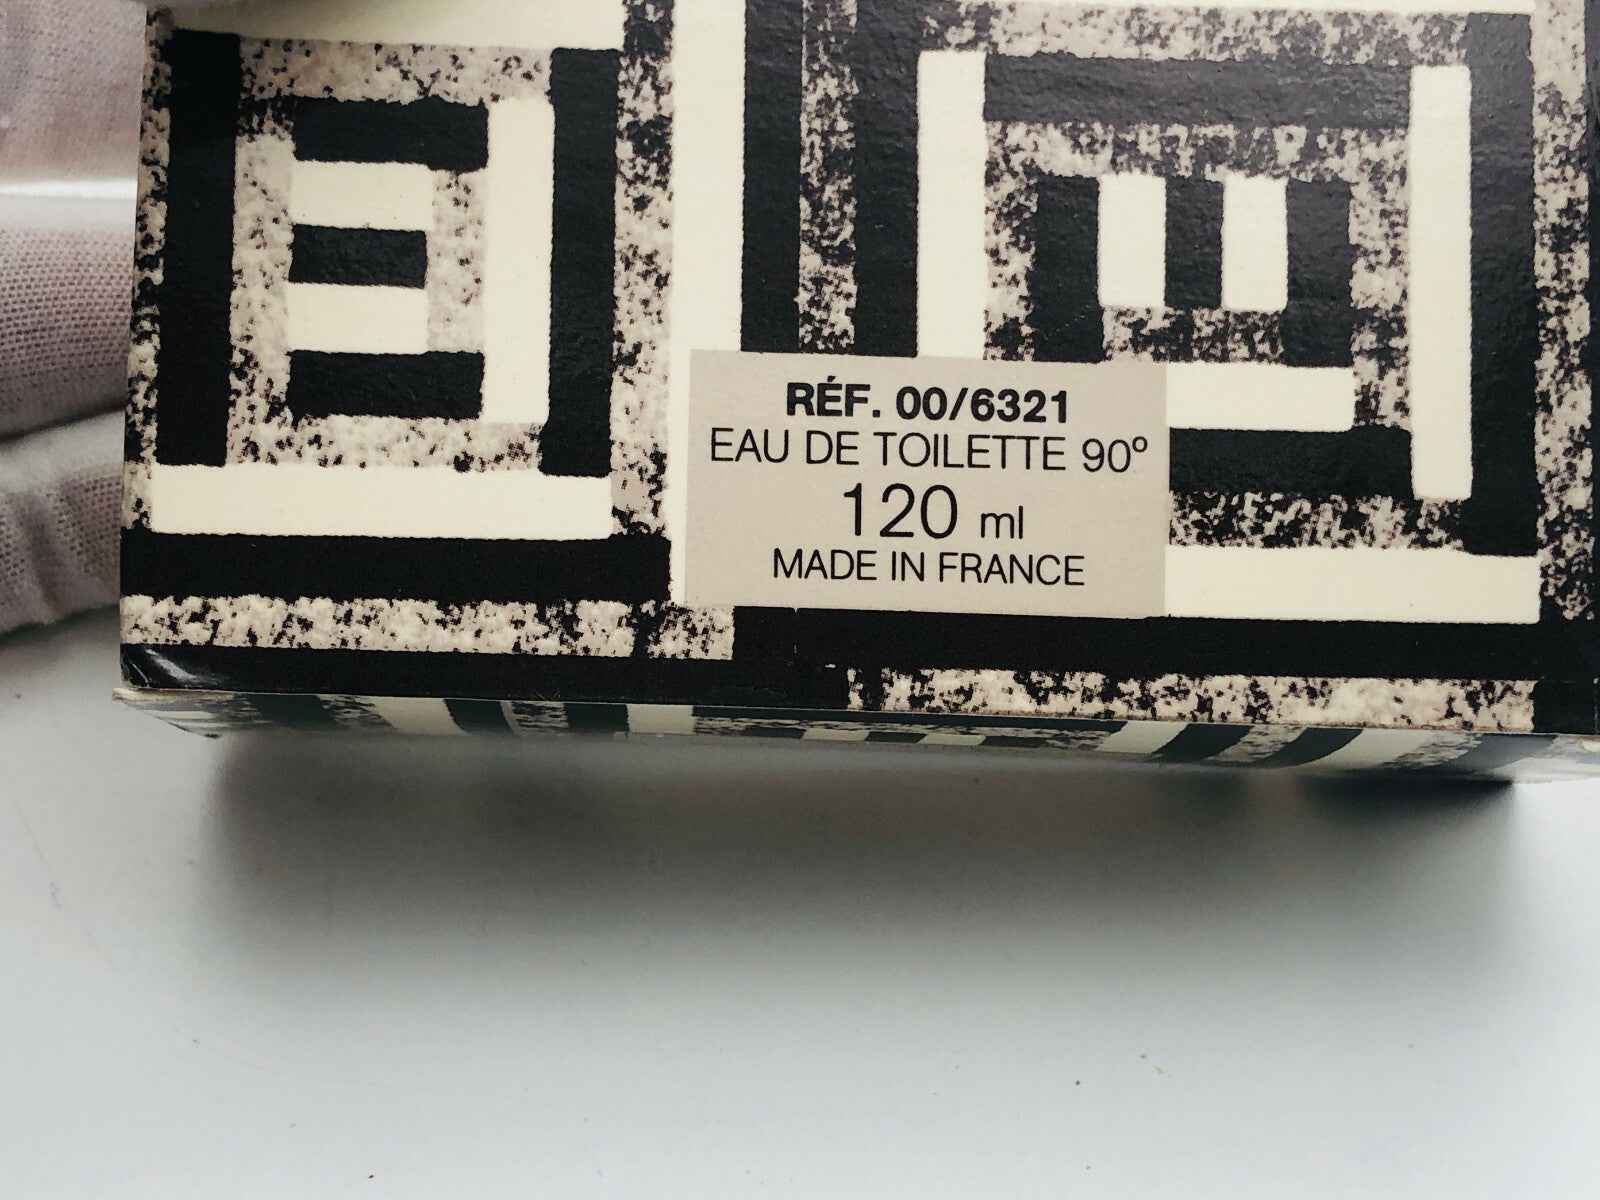 RÉF. 00/6321
EAU DE TOILETTE 90º
120 ml
MADE IN FRANCE